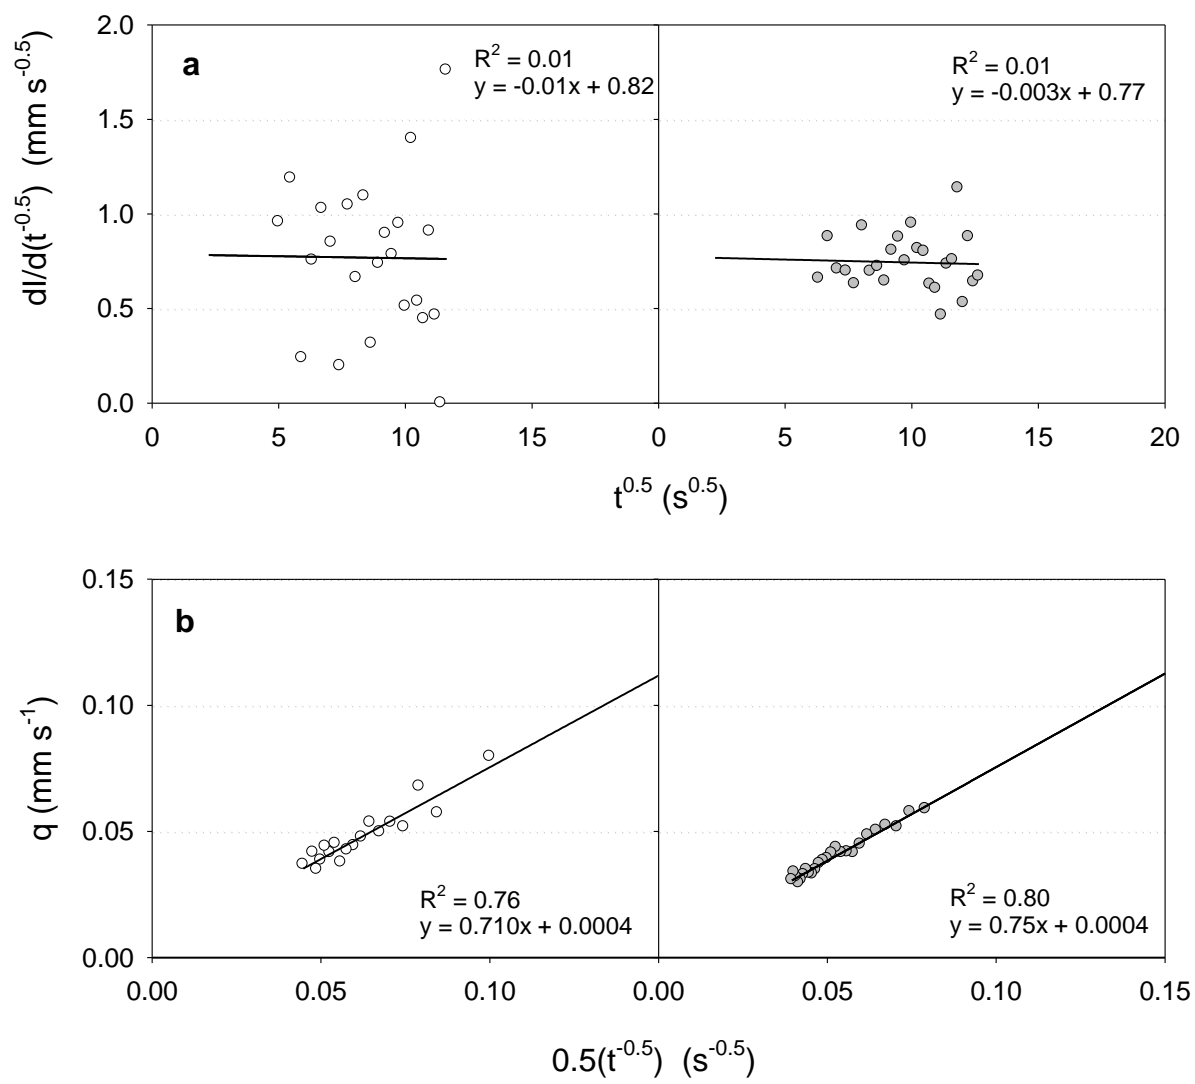 a
R² = 0.01
y = -0.01x + 0.82
R² = 0.01
y = -0.003x + 0.77
dI/d(t⁻⁰·⁵) (mm s⁻⁰·⁵)
2.0
1.5
1.0
0.5
0.0
0 5 10 15 0 5 10 15 20
t⁰·⁵ (s⁰·⁵)
b
q (mm s⁻¹)
0.15
0.10
0.05
0.00
R² = 0.76
y = 0.710x + 0.0004
R² = 0.80
y = 0.75x + 0.0004
0.00 0.05 0.10 0.00 0.05 0.10 0.15
0.5(t⁻⁰·⁵) (s⁻⁰·⁵)